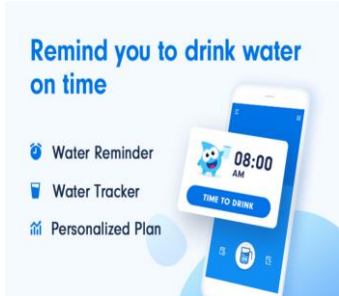 Remind you to drink water
on time
Water Reminder
Water Tracker
Personalized Plan
08:00
AM
TIME TO DRINK